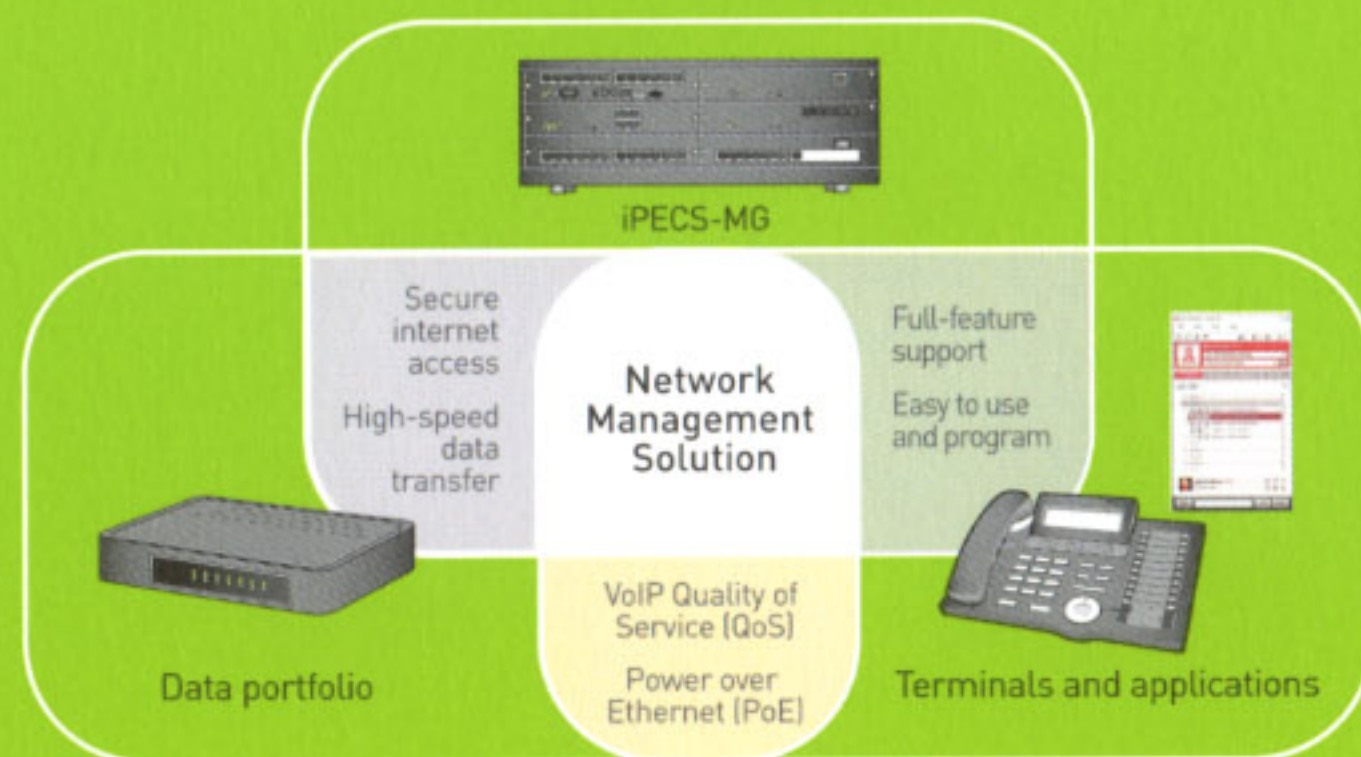 iPECS-MG
Secure
internet
access
High-speed
data
transfer
Network
Management
Solution
Full-feature
support
Easy to use
and program
VoIP Quality of
Service (QoS)
Power over
Ethernet (PoE)
Data portfolio
Terminals and applications